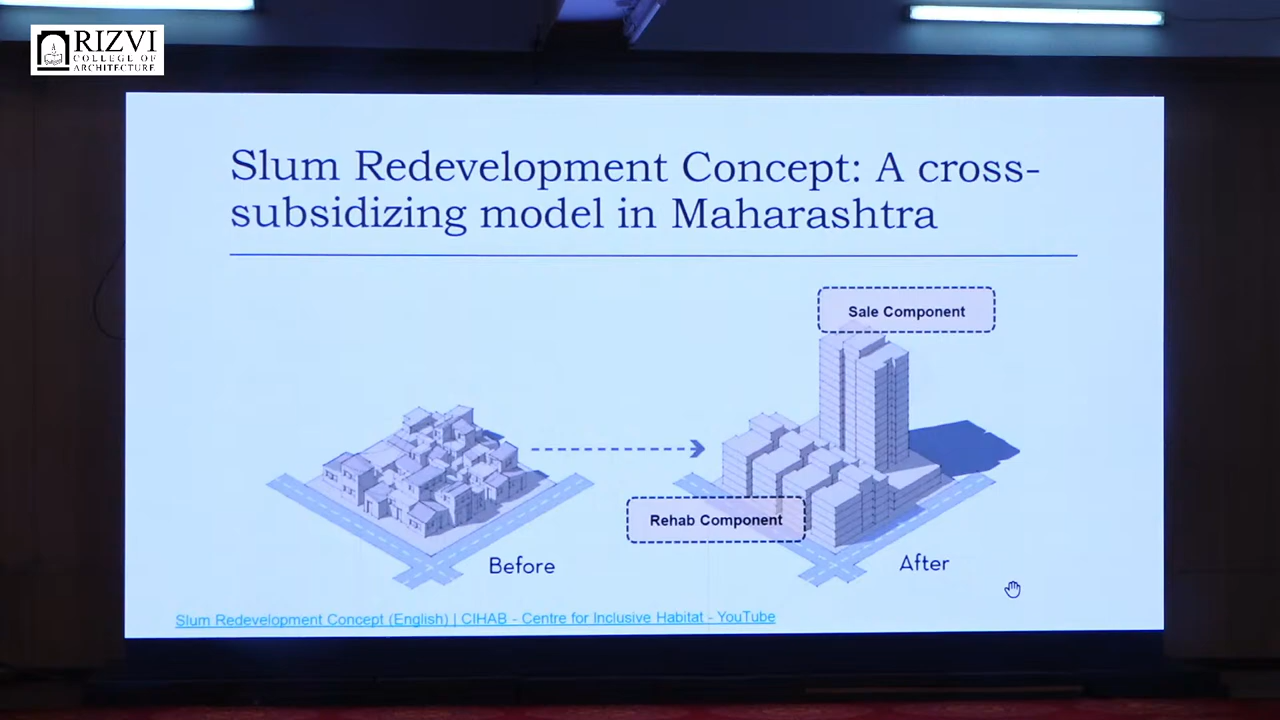 RIZVI
COLLEGE OF
ARCHITECTURE
Slum Redevelopment Concept: A cross-
subsidizing model in Maharashtra
Sale Component
Rehab Component
Before
After
Slum Redevelopment Concept (English) | CIHAB - Centre for Inclusive Habitat - YouTube